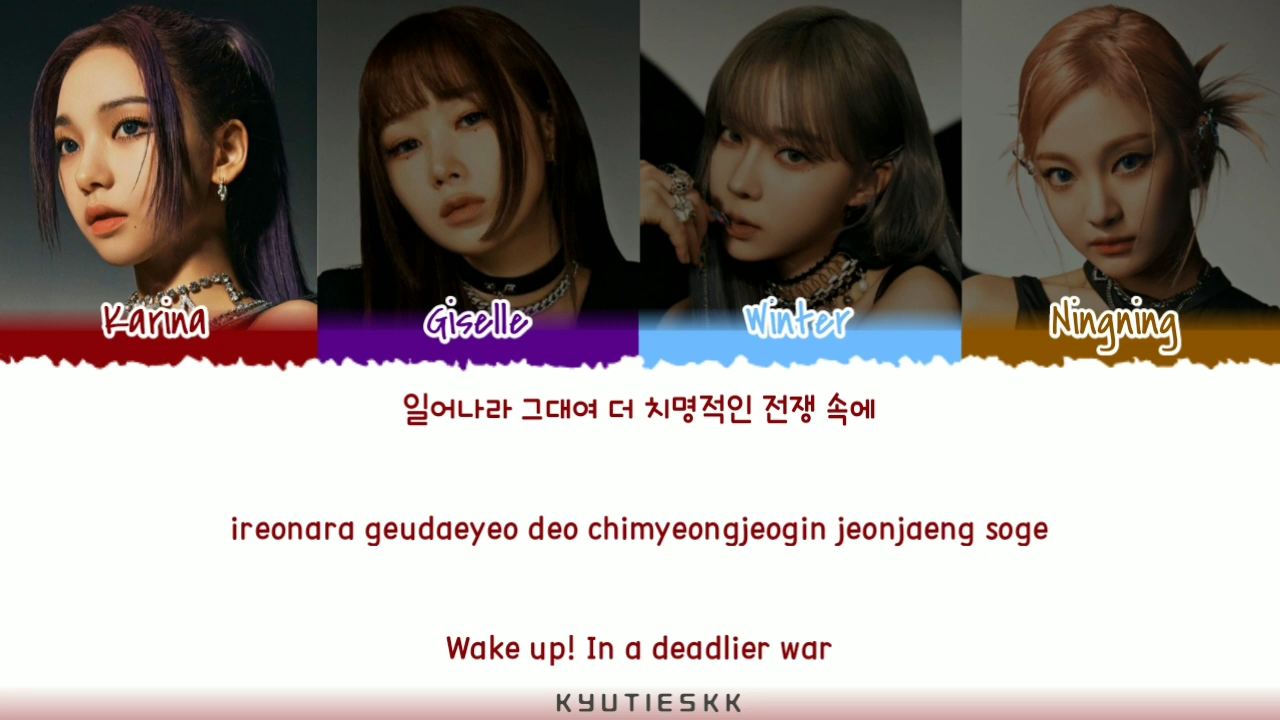 Karina
Giselle
Winter
Ningning
일어나라 그대여 더 치명적인 전쟁 속에
ireonara geudaeyeo deo chimyeongjeogin jeonjaeng soge
Wake up! In a deadlier war
KYUTIESKK